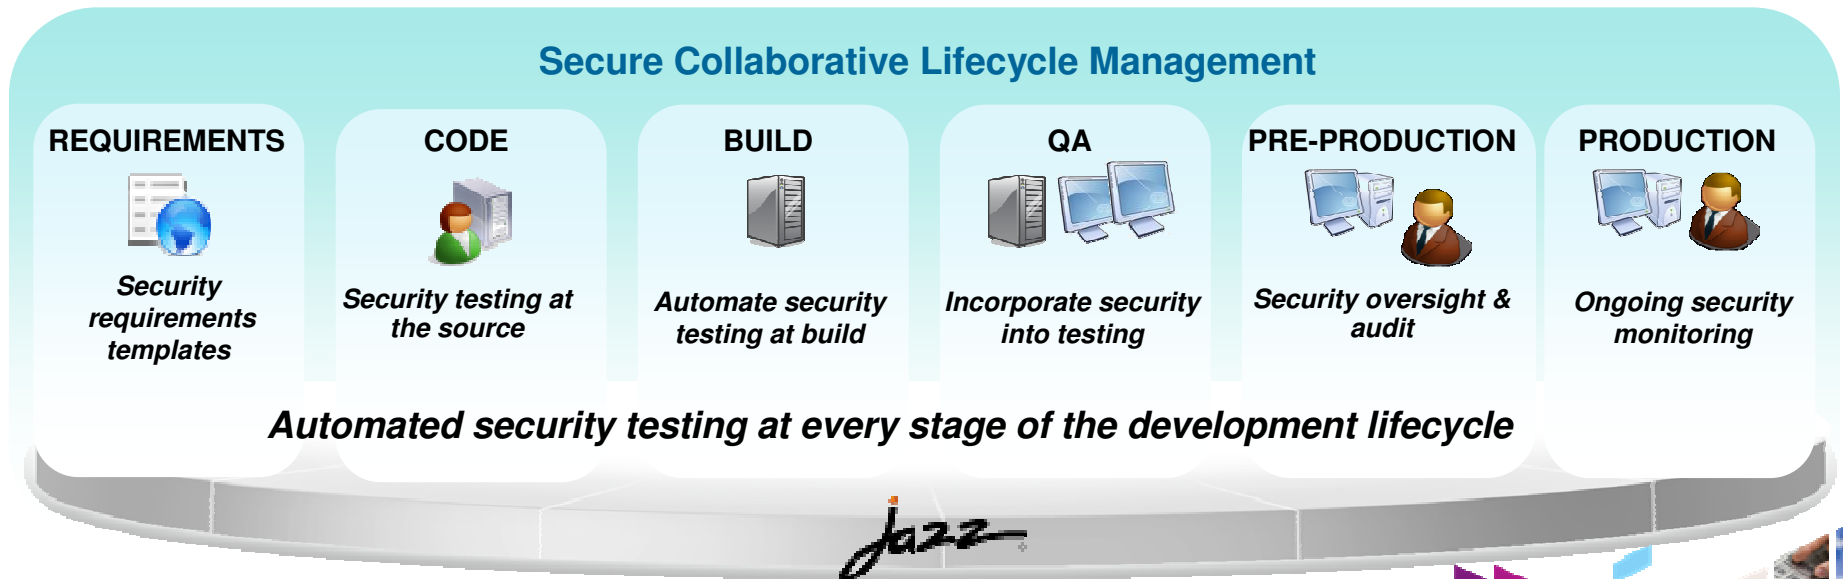 Secure Collaborative Lifecycle Management
REQUIREMENTS
Security
requirements
templates
CODE
Security testing at
the source
BUILD
Automate security
testing at build
QA
Incorporate security
into testing
PRE-PRODUCTION
Security oversight &
audit
PRODUCTION
Ongoing security
monitoring
Automated security testing at every stage of the development lifecycle
jazz